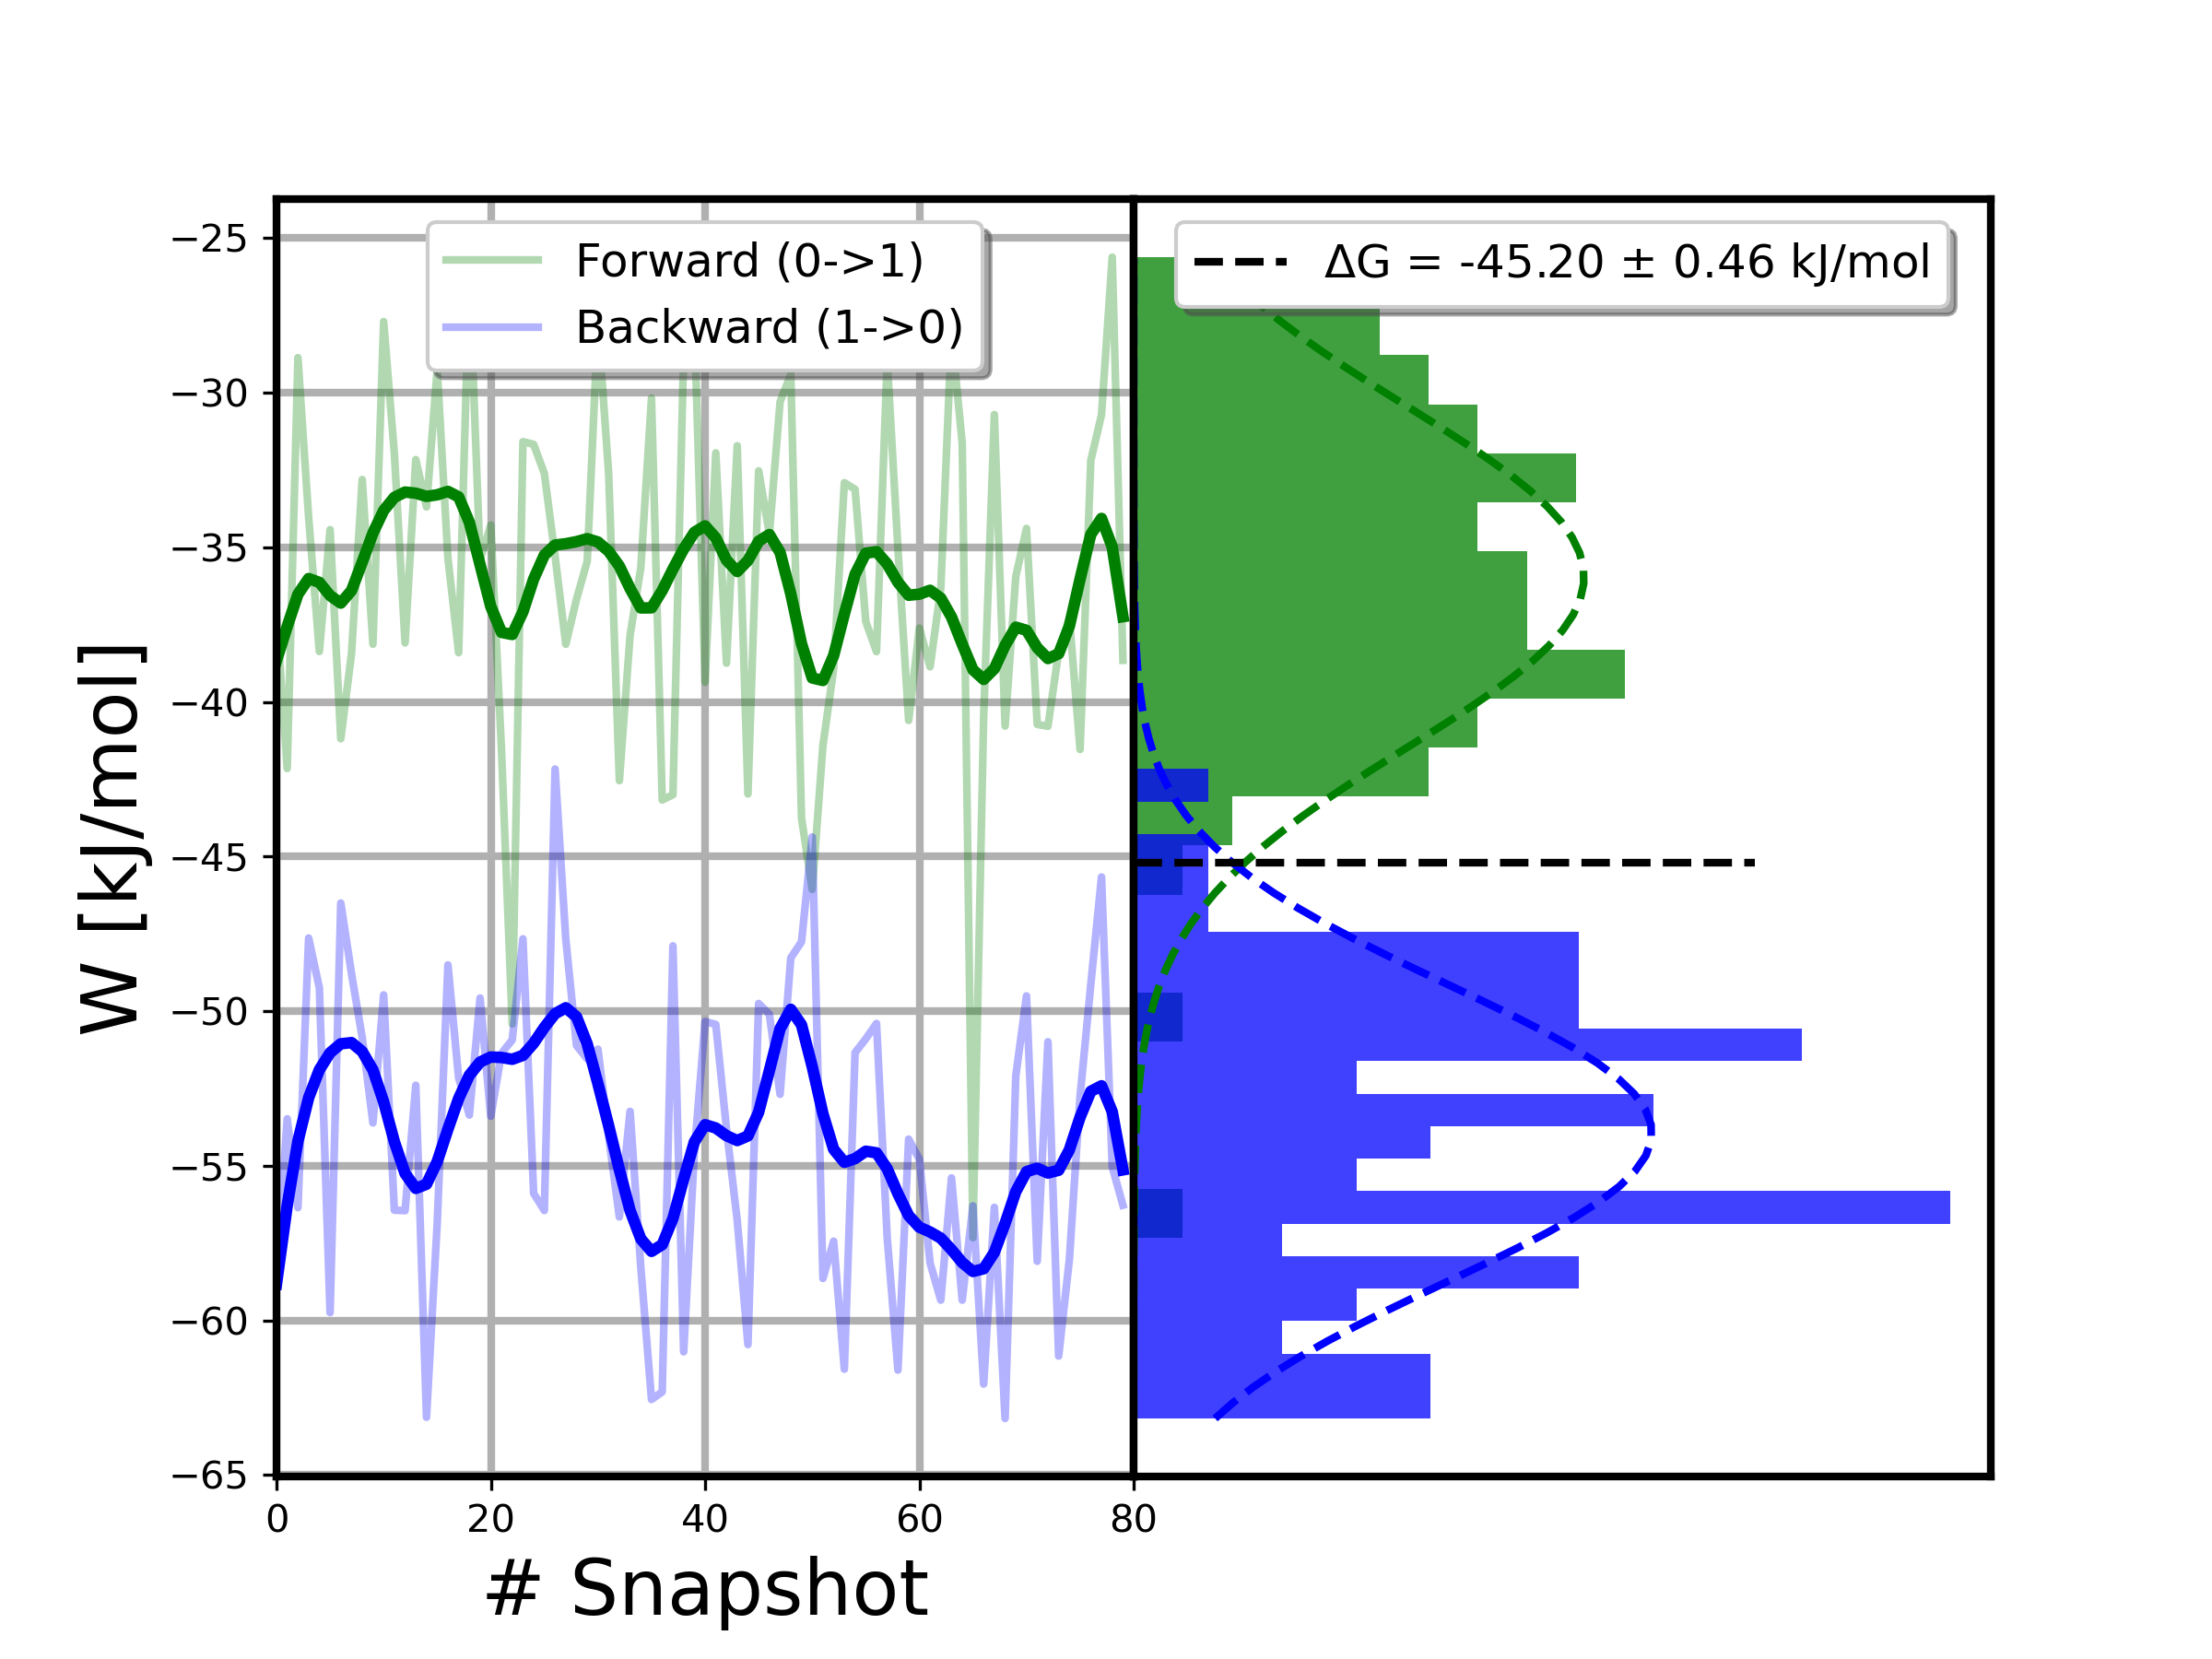 Forward (0->1)
Backward (1->0)
ΔG = -45.20 ± 0.46 kJ/mol
−25
−30
−35
−40
−45
−50
−55
−60
−65
W [kJ/mol]
0 20 40 60 80
# Snapshot